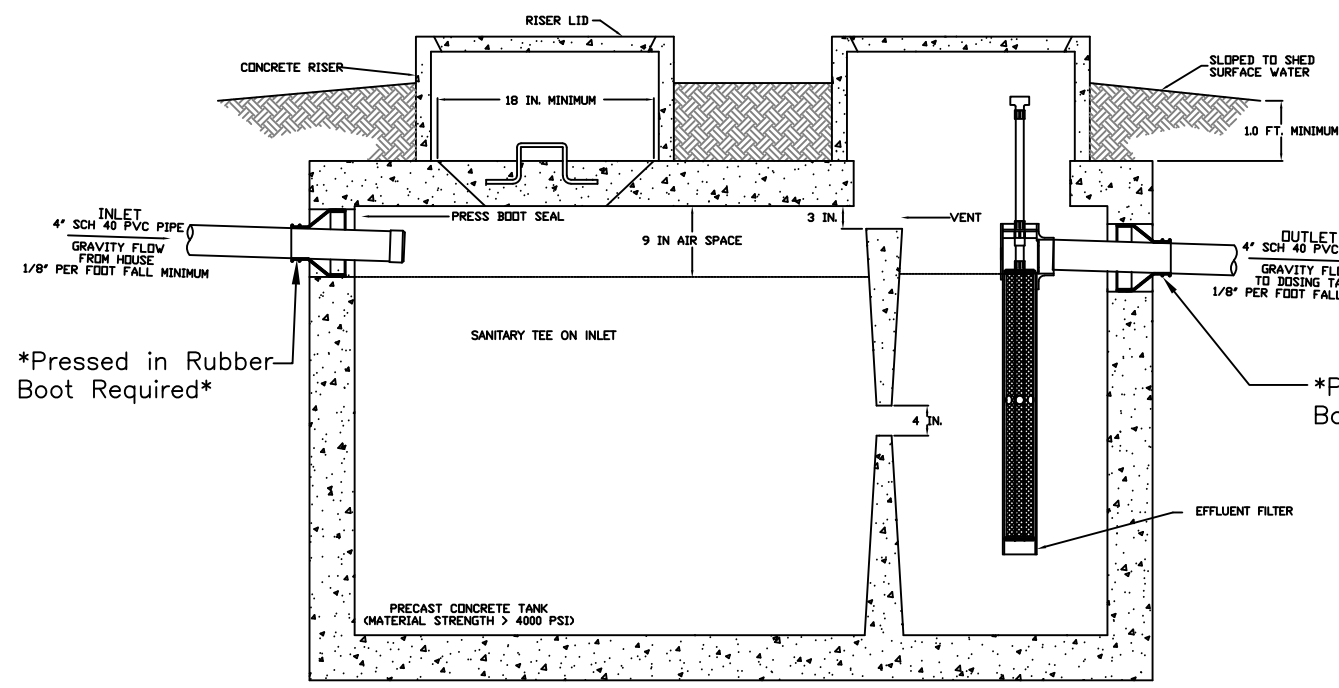 RISER LID
CONCRETE RISER
SLOPED TO SHED
SURFACE WATER
18 IN. MINIMUM
1.0 FT. MINIMUM
INLET
4" SCH 40 PVC PIPE
GRAVITY FLOW
FROM HOUSE
1/8" PER FOOT FALL MINIMUM
PRESS BOOT SEAL
3 IN.
VENT
9 IN AIR SPACE
OUTLET
4" SCH 40 PVC
GRAVITY FL
TO DOSING TA
1/8" PER FOOT FALL
SANITARY TEE ON INLET
*Pressed in Rubber
Boot Required*
*P
Bo
4 IN.
EFFLUENT FILTER
PRECAST CONCRETE TANK
(MATERIAL STRENGTH > 4000 PSI)